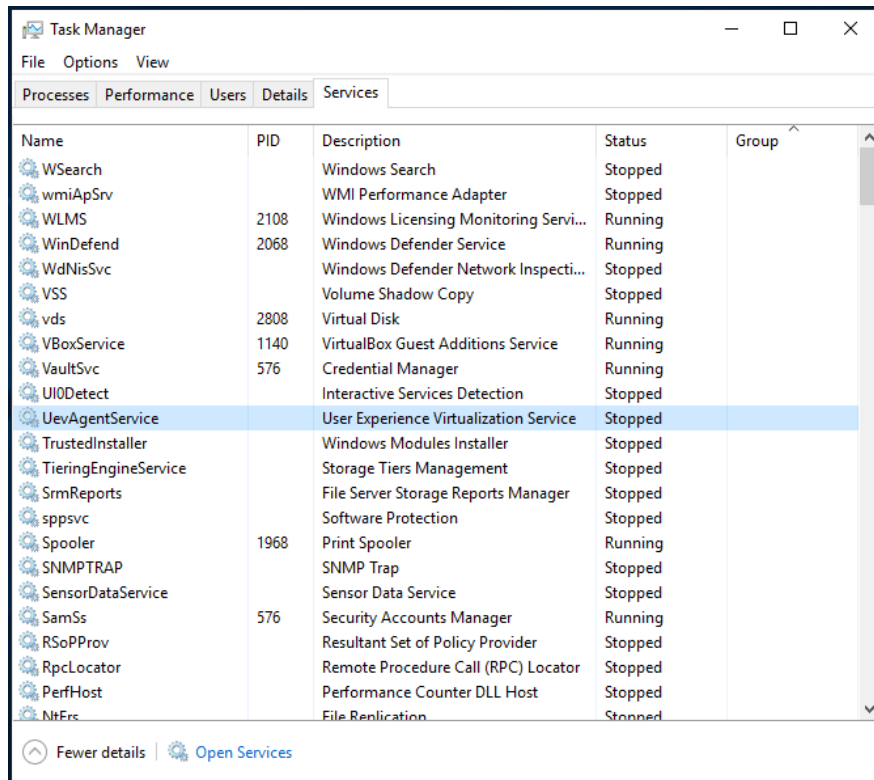 Task Manager
File Options View
Processes Performance Users Details Services
Name PID Description Status Group
WSearch Windows Search Stopped
wmiApSrv WMI Performance Adapter Stopped
WLMS 2108 Windows Licensing Monitoring Servi... Running
WinDefend 2068 Windows Defender Service Running
WdNisSvc Windows Defender Network Inspecti... Stopped
VSS Volume Shadow Copy Stopped
vds 2808 Virtual Disk Running
VBoxService 1140 VirtualBox Guest Additions Service Running
VaultSvc 576 Credential Manager Running
UI0Detect Interactive Services Detection Stopped
UevAgentService User Experience Virtualization Service Stopped
TrustedInstaller Windows Modules Installer Stopped
TieringEngineService Storage Tiers Management Stopped
SrmReports File Server Storage Reports Manager Stopped
sppsvc Software Protection Stopped
Spooler 1968 Print Spooler Running
SNMPTRAP SNMP Trap Stopped
SensorDataService Sensor Data Service Stopped
SamSs 576 Security Accounts Manager Running
RSoPProv Resultant Set of Policy Provider Stopped
RpcLocator Remote Procedure Call (RPC) Locator Stopped
PerfHost Performance Counter DLL Host Stopped
NtFrs File Replication Stopped
Fewer details Open Services